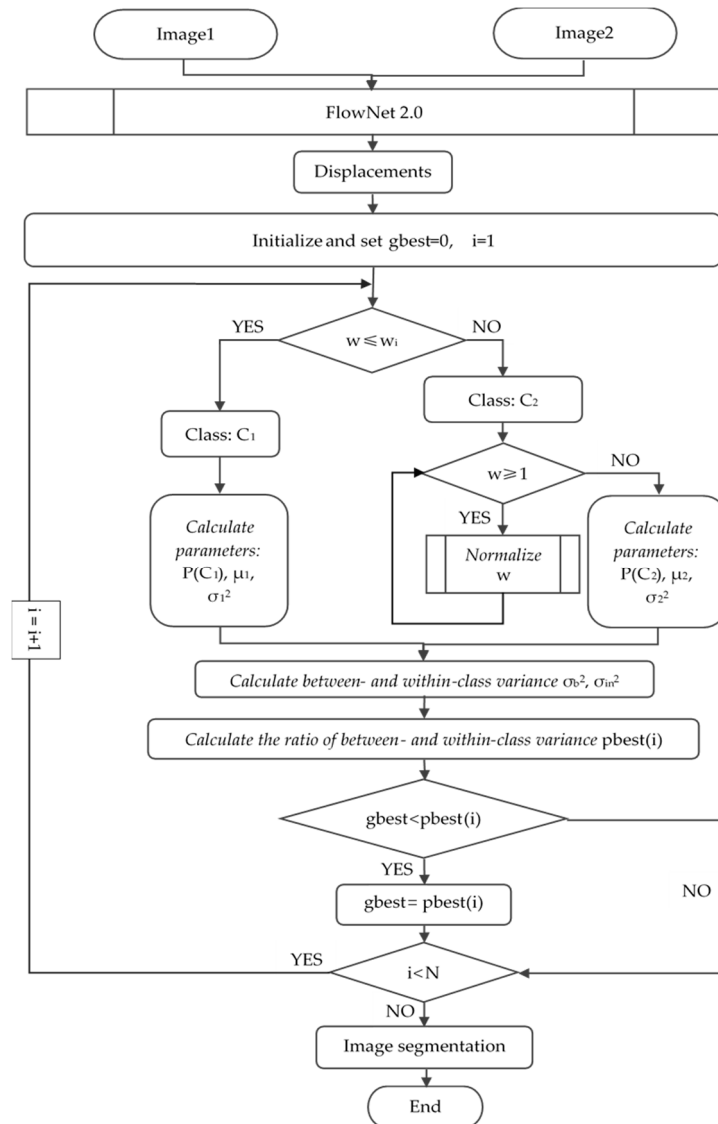 Image1
Image2
FlowNet 2.0
Displacements
Initialize and set gbest=0, i=1
YES
NO
w⩽wᵢ
Class: C₂
Class: C₁
w⩾1
NO
YES
Calculate
parameters:
P(C₁), μ₁,
σ₁²
Normalize
w
Calculate
parameters:
P(C₂), μ₂,
σ₂²
i = i+1
Calculate between- and within-class variance σb², σin²
Calculate the ratio of between- and within-class variance pbest(i)
gbest<pbest(i)
YES
NO
gbest= pbest(i)
YES
i<N
NO
Image segmentation
End